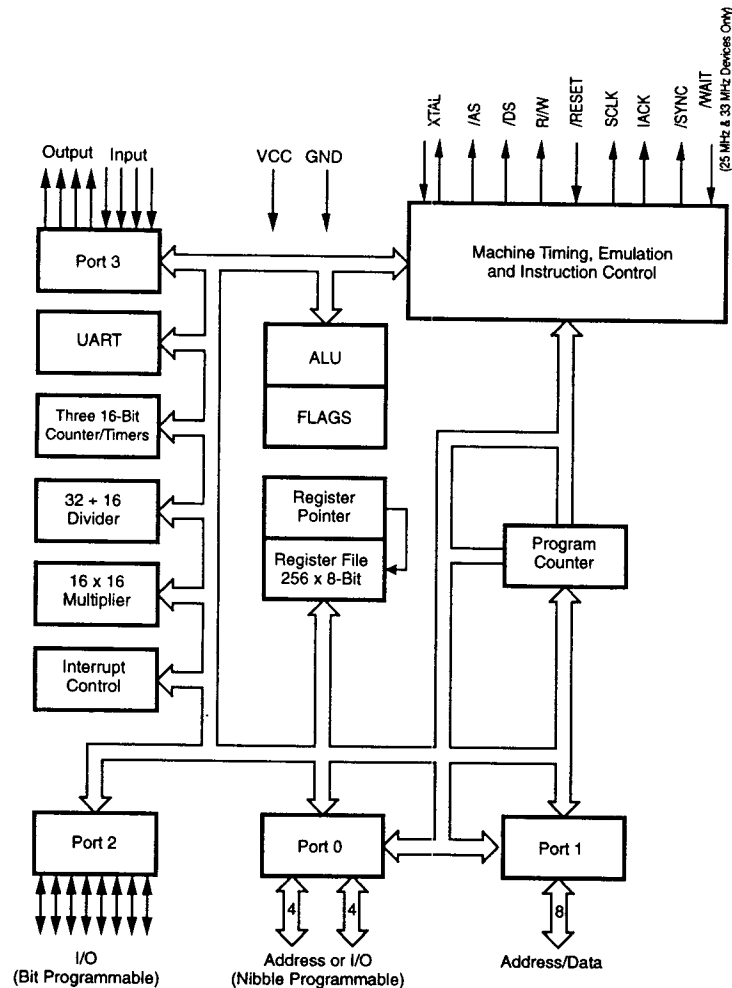 Output Input
VCC GND
XTAL
/AS
/DS
R//W
/RESET
SCLK
IACK
/SYNC
/WAIT
(25 MHz & 33 MHz Devices Only)
Port 3
Machine Timing, Emulation
and Instruction Control
UART
ALU
FLAGS
Three 16-Bit
Counter/Timers
32 + 16
Divider
Register
Pointer
Register File
256 x 8-Bit
Program
Counter
16 x 16
Multiplier
Interrupt
Control
Port 2
Port 0
Port 1
4
4
8
I/O
(Bit Programmable)
Address or I/O
(Nibble Programmable)
Address/Data